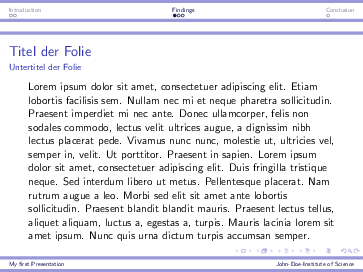 Introduction Findings Conclusion
Titel der Folie
Untertitel der Folie
Lorem ipsum dolor sit amet, consectetuer adipiscing elit. Etiam
lobortis facilisis sem. Nullam nec mi et neque pharetra sollicitudin.
Praesent imperdiet mi nec ante. Donec ullamcorper, felis non
sodales commodo, lectus velit ultrices augue, a dignissim nibh
lectus placerat pede. Vivamus nunc nunc, molestie ut, ultricies vel,
semper in, velit. Ut porttitor. Praesent in sapien. Lorem ipsum
dolor sit amet, consectetuer adipiscing elit. Duis fringilla tristique
neque. Sed interdum libero ut metus. Pellentesque placerat. Nam
rutrum augue a leo. Morbi sed elit sit amet ante lobortis
sollicitudin. Praesent blandit blandit mauris. Praesent lectus tellus,
aliquet aliquam, luctus a, egestas a, turpis. Mauris lacinia lorem sit
amet ipsum. Nunc quis urna dictum turpis accumsan semper.
My first Presentation John-Doe-Institute of Science